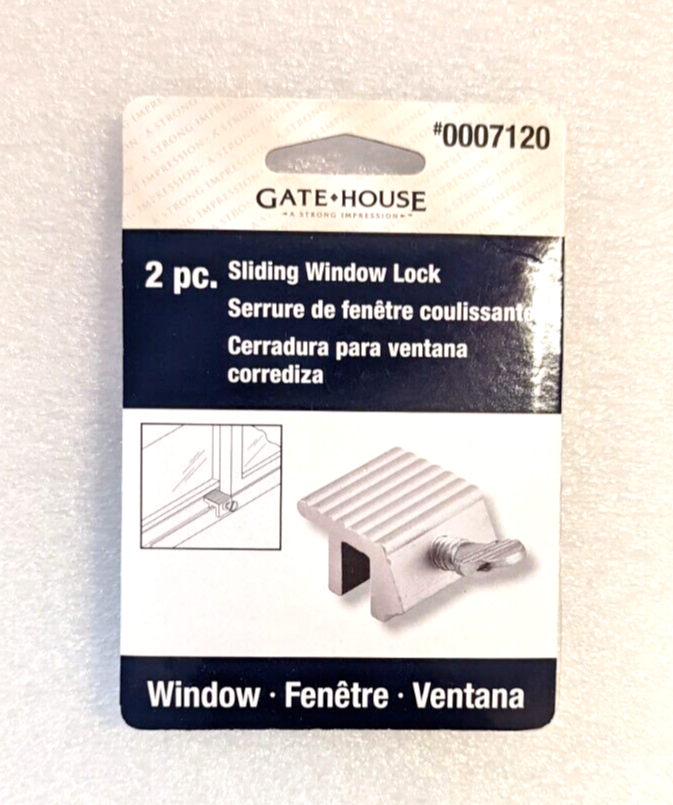 #0007120
GATE♦HOUSE
A STRONG IMPRESSION
2 pc. Sliding Window Lock
Serrure de fenêtre coulissante
Cerradura para ventana
corrediza
Window · Fenêtre · Ventana